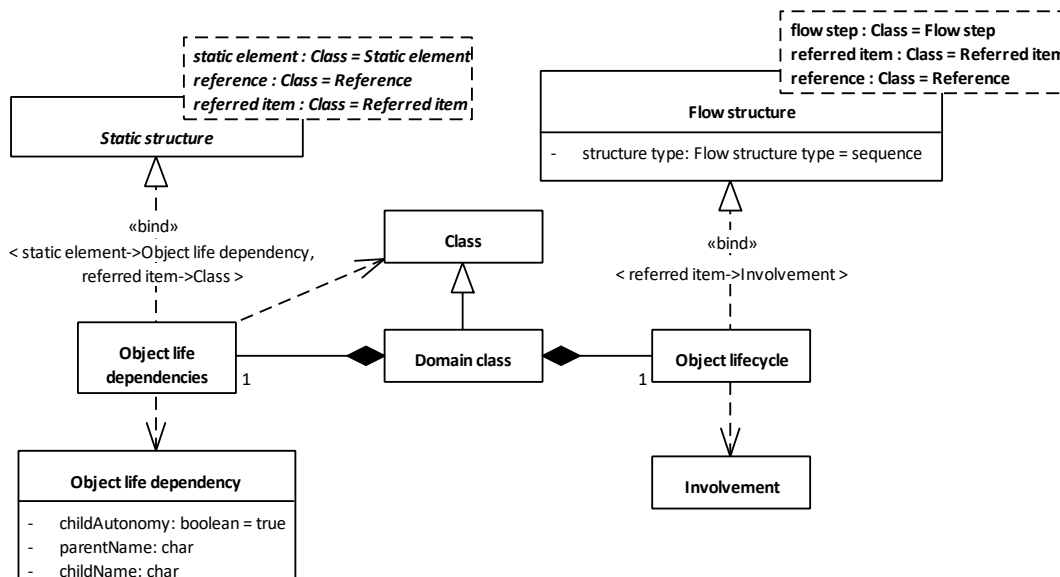 static element : Class = Static element
reference : Class = Reference
referred item : Class = Referred item
Static structure
flow step : Class = Flow step
referred item : Class = Referred item
reference : Class = Reference
Flow structure
- structure type: Flow structure type = sequence
«bind»
< static element->Object life dependency,
referred item->Class >
Class
«bind»
< referred item->Involvement >
Object life
dependencies
1
Domain class
1
Object lifecycle
Object life dependency
- childAutonomy: boolean = true
- parentName: char
- childName: char
Involvement